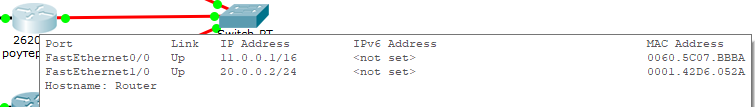 Switch-PT
2620
роутер
Port Link IP Address IPv6 Address MAC Address
FastEthernet0/0 Up 11.0.0.1/16 <not set> 0060.5C07.BBBA
FastEthernet1/0 Up 20.0.0.2/24 <not set> 0001.42D6.052A
Hostname: Router